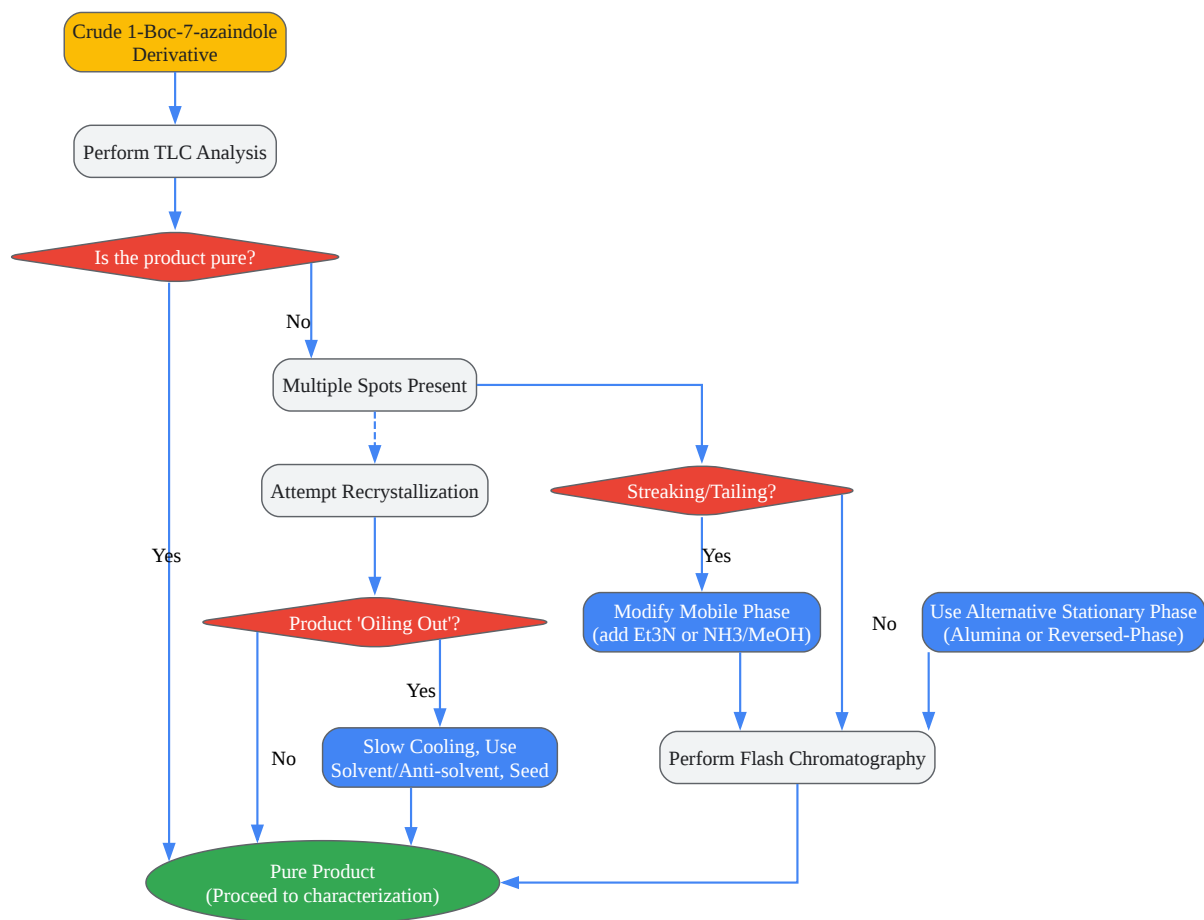 Crude 1-Boc-7-azaindole
Derivative
Perform TLC Analysis
Is the product pure?
No
Multiple Spots Present
Attempt Recrystallization
Streaking/Tailing?
Yes
Yes
Product 'Oiling Out'?
Modify Mobile Phase
(add Et3N or NH3/MeOH)
No
Use Alternative Stationary Phase
(Alumina or Reversed-Phase)
Yes
No
Slow Cooling, Use
Solvent/Anti-solvent, Seed
Perform Flash Chromatography
Pure Product
(Proceed to characterization)